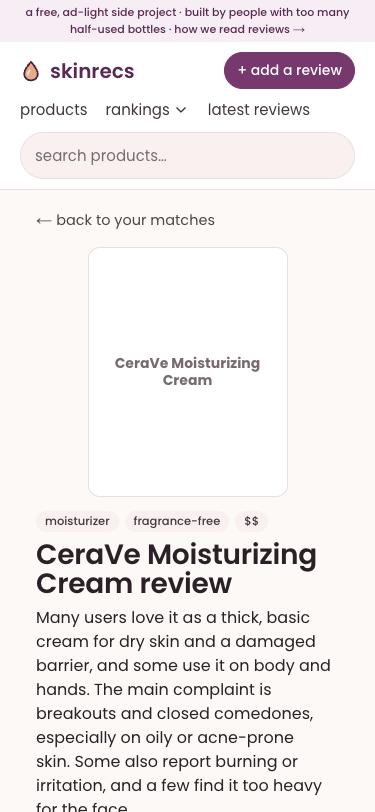 a free, ad-light side project · built by people with too many
half-used bottles · how we read reviews →
skinrecs
+ add a review
products rankings latest reviews
search products...
← back to your matches
CeraVe Moisturizing
Cream
moisturizer fragrance-free $$
CeraVe Moisturizing
Cream review
Many users love it as a thick, basic
cream for dry skin and a damaged
barrier, and some use it on body and
hands. The main complaint is
breakouts and closed comedones,
especially on oily or acne-prone
skin. Some also report burning or
irritation, and a few find it too heavy
for the face.